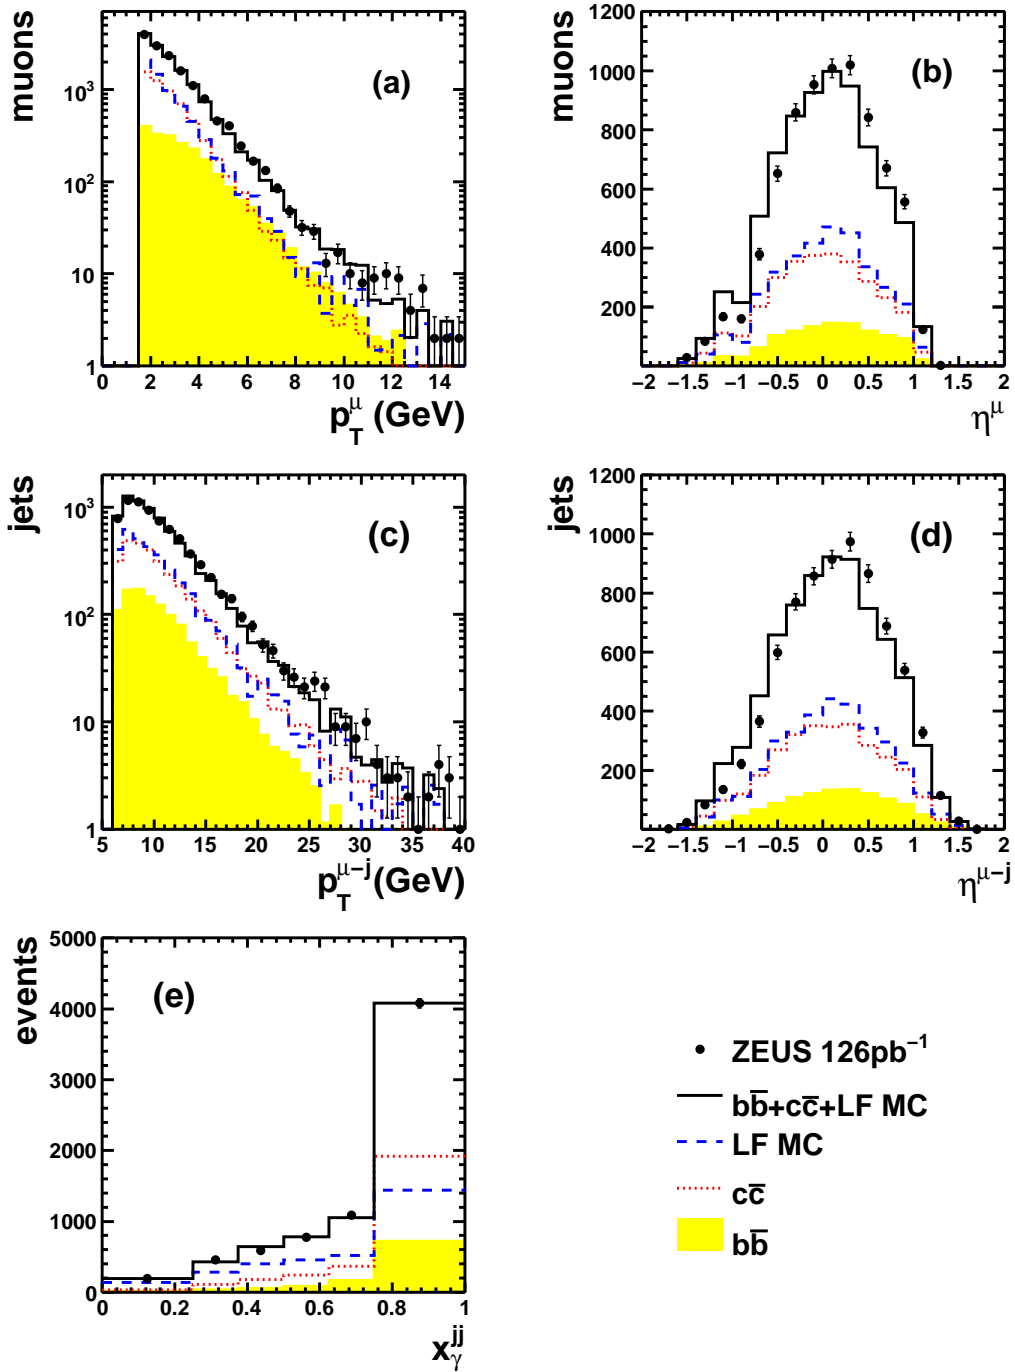 muons
10³
10²
10
1
(a)
0 2 4 6 8 10 12 14
p_T^μ (GeV)
muons
1200
1000
800
600
400
200
(b)
−2 −1.5 −1 −0.5 0 0.5 1 1.5 2
η^μ
jets
10³
10²
10
1
(c)
5 10 15 20 25 30 35 40
p_T^{μ−j} (GeV)
jets
1200
1000
800
600
400
200
0
(d)
−2 −1.5 −1 −0.5 0 0.5 1 1.5 2
η^{μ−j}
events
5000
4000
3000
2000
1000
0
(e)
0 0.2 0.4 0.6 0.8 1
x_γ^{jj}
ZEUS 126pb⁻¹
bb̅+cc̅+LF MC
LF MC
cc̅
bb̅